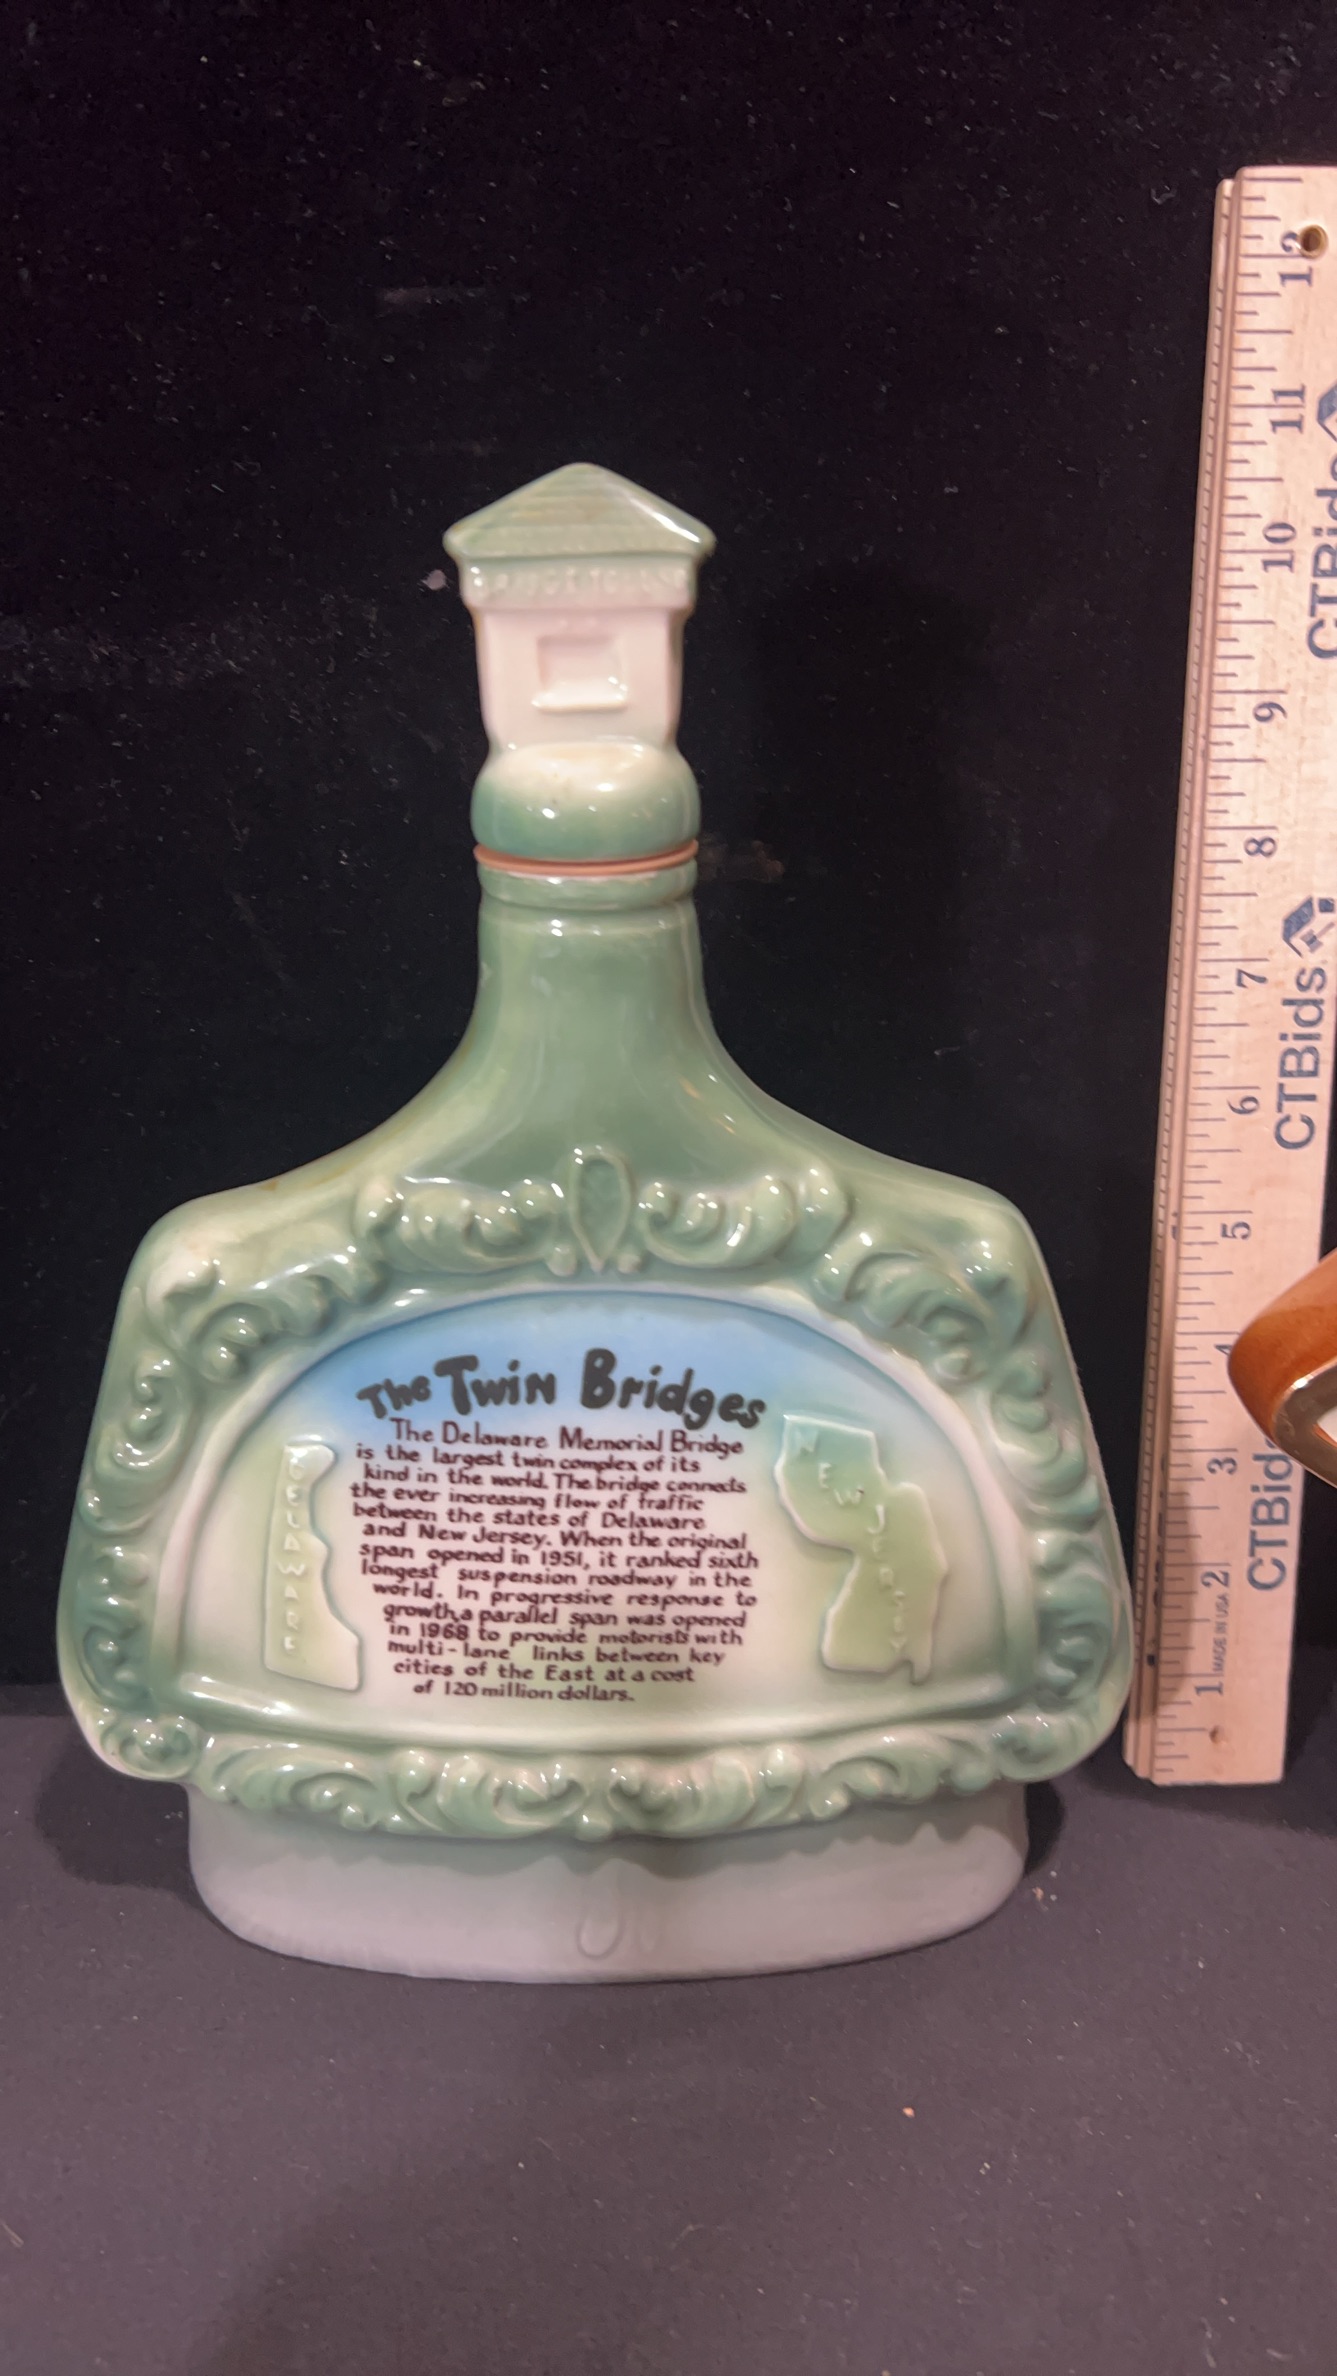 The Twin Bridges
The Delaware Memorial Bridge
is the largest twin complex of its
kind in the world. The bridge connects
the ever increasing flow of traffic
between the states of Delaware
and New Jersey. When the original
span opened in 1951, it ranked sixth
longest suspension roadway in the
world. In progressive response to
growth, a parallel span was opened
in 1968 to provide motorists with
multi-lane links between key
cities of the East at a cost
of 120 million dollars.
DELAWARE
NEW JERSEY
12
11
10
9
8
7
6
5
4
3
2
1
MADE IN USA
CTBids
CTBids
CTBids